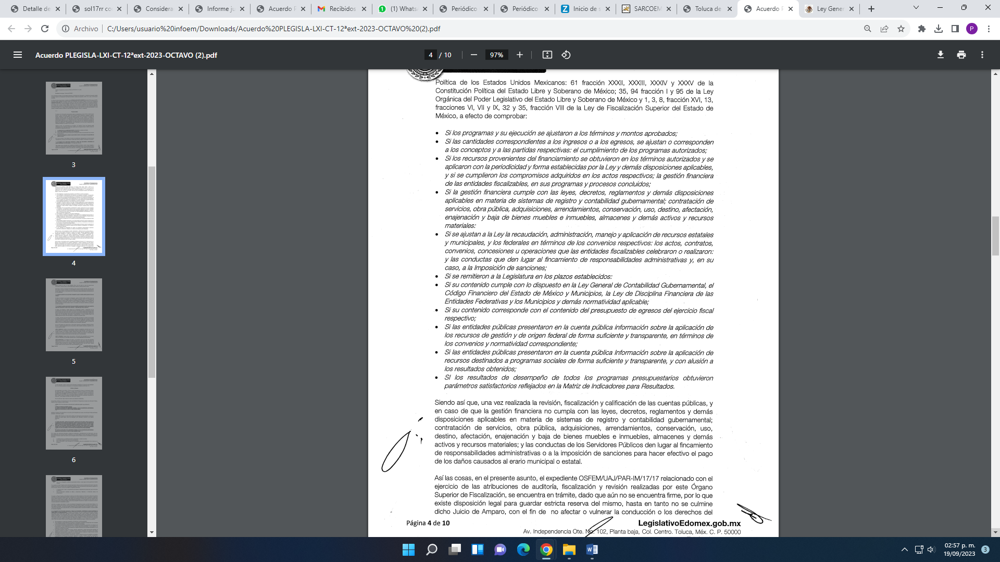 Detalle de
sol17rr co
Considera
Informe ju
Acuerdo P
Recibidos
(1) Whats
Periódico
Periódico
Inicio de s
SARCOEM
Toluca de
Acuerdo P
Ley Gener
Archivo
C:/Users/usuario%20infoem/Downloads/Acuerdo%20PLEGISLA-LXI-CT-12ªext-2023-OCTAVO%20(2).pdf
P
Acuerdo PLEGISLA-LXI-CT-12ªext-2023-OCTAVO (2).pdf
4 / 10
97%
3
4
5
6
Política de los Estados Unidos Mexicanos: 61 fracción XXXII, XXXIII, XXXIV y XXXV de la
Constitución Política del Estado Libre y Soberano de México; 35, 94 fracción I y 95 de la Ley
Orgánica del Poder Legislativo del Estado Libre y Soberano de México y 1, 3, 8, fracción XVI, 13,
fracciones VI, VII y IX, 32 y 35, fracción VIII de la Ley de Fiscalización Superior del Estado de
México, a efecto de comprobar:
• Si los programas y su ejecución se ajustaron a los términos y montos aprobados;
• Si las cantidades correspondientes a los ingresos o a los egresos, se ajustan o corresponden
a los conceptos y a las partidas respectivas: el cumplimiento de los programas autorizados;
• Si los recursos provenientes del financiamiento se obtuvieron en los términos autorizados y se
aplicaron con la periodicidad y forma establecidas por la Ley y demás disposiciones aplicables,
y si se cumplieron los compromisos adquiridos en los actos respectivos; la gestión financiera
de las entidades fiscalizables, en sus programas y procesos concluidos;
• Si la gestión financiera cumple con las leyes, decretos, reglamentos y demás disposiciones
aplicables en materia de sistemas de registro y contabilidad gubernamental; contratación de
servicios, obra pública, adquisiciones, arrendamientos, conservación, uso, destino, afectación,
enajenación y baja de bienes muebles e inmuebles, almacenes y demás activos y recursos
materiales:
• Si se ajustan a la Ley la recaudación, administración, manejo y aplicación de recursos estatales
y municipales, y los federales en términos de los convenios respectivos: los actos, contratos,
convenios, concesiones u operaciones que las entidades fiscalizables celebraron o realizaron:
y las conductas que den lugar al fincamiento de responsabilidades administrativas y, en su
caso, a la Imposición de sanciones;
• Si se remitieron a la Legislatura en los plazos establecidos:
• Si su contenido cumple con lo dispuesto en la Ley General de Contabilidad Gubernamental, el
Código Financiero del Estado de México y Municipios, la Ley de Disciplina Financiera de las
Entidades Federativas y los Municipios y demás normatividad aplicable;
• Si su contenido corresponde con el contenido del presupuesto de egresos del ejercicio fiscal
respectivo;
• Si las entidades públicas presentaron en la cuenta pública información sobre la aplicación de
los recursos de gestión y de origen federal de forma suficiente y transparente, en términos de
los convenios y normatividad correspondiente;
• Si las entidades públicas presentaron en la cuenta pública Información sobre la aplicación de
recursos destinados a programas sociales de forma suficiente y transparente, y con alusión a
los resultados obtenidos;
• SI los resultados de desempeño de todos los programas presupuestarios obtuvieron
parámetros satisfactorios reflejados en la Matriz de Indicadores para Resultados.
Siendo así que, una vez realizada la revisión, fiscalización y calificación de las cuentas públicas, y
en caso de que la gestión financiera no cumpla con las leyes, decretos, reglamentos y demás
disposiciones aplicables en materia de sistemas de registro y contabilidad gubernamental;
contratación de servicios, obra pública, adquisiciones, arrendamientos, conservación, uso,
destino, afectación, enajenación y baja de bienes muebles e inmuebles, almacenes y demás
activos y recursos materiales; y las conductas de los Servidores Públicos den lugar al fincamiento
de responsabilidades administrativas o a la imposición de sanciones para hacer efectivo el pago
de los daños causados al erario municipal o estatal.
Así las cosas, en el presente asunto, el expediente OSFEM/UAJ/PAR-IM/17/17 relacionado con el
ejercicio de las atribuciones de auditoría, fiscalización y revisión realizadas por este Órgano
Superior de Fiscalización, se encuentra en trámite, dado que aún no se encuentra firme, por lo que
existe disposición legal para guardar estricta reserva del mismo, hasta en tanto no se culmine
dicho Juicio de Amparo, con el fin de no afectar o vulnerar la conducción o los derechos del
Página 4 de 10
LegislativoEdomex.gob.mx
Av. Independencia Ote. No. 102, Planta baja, Col. Centro. Toluca, Méx. C. P. 50000
02:57 p. m.
19/09/2023
3